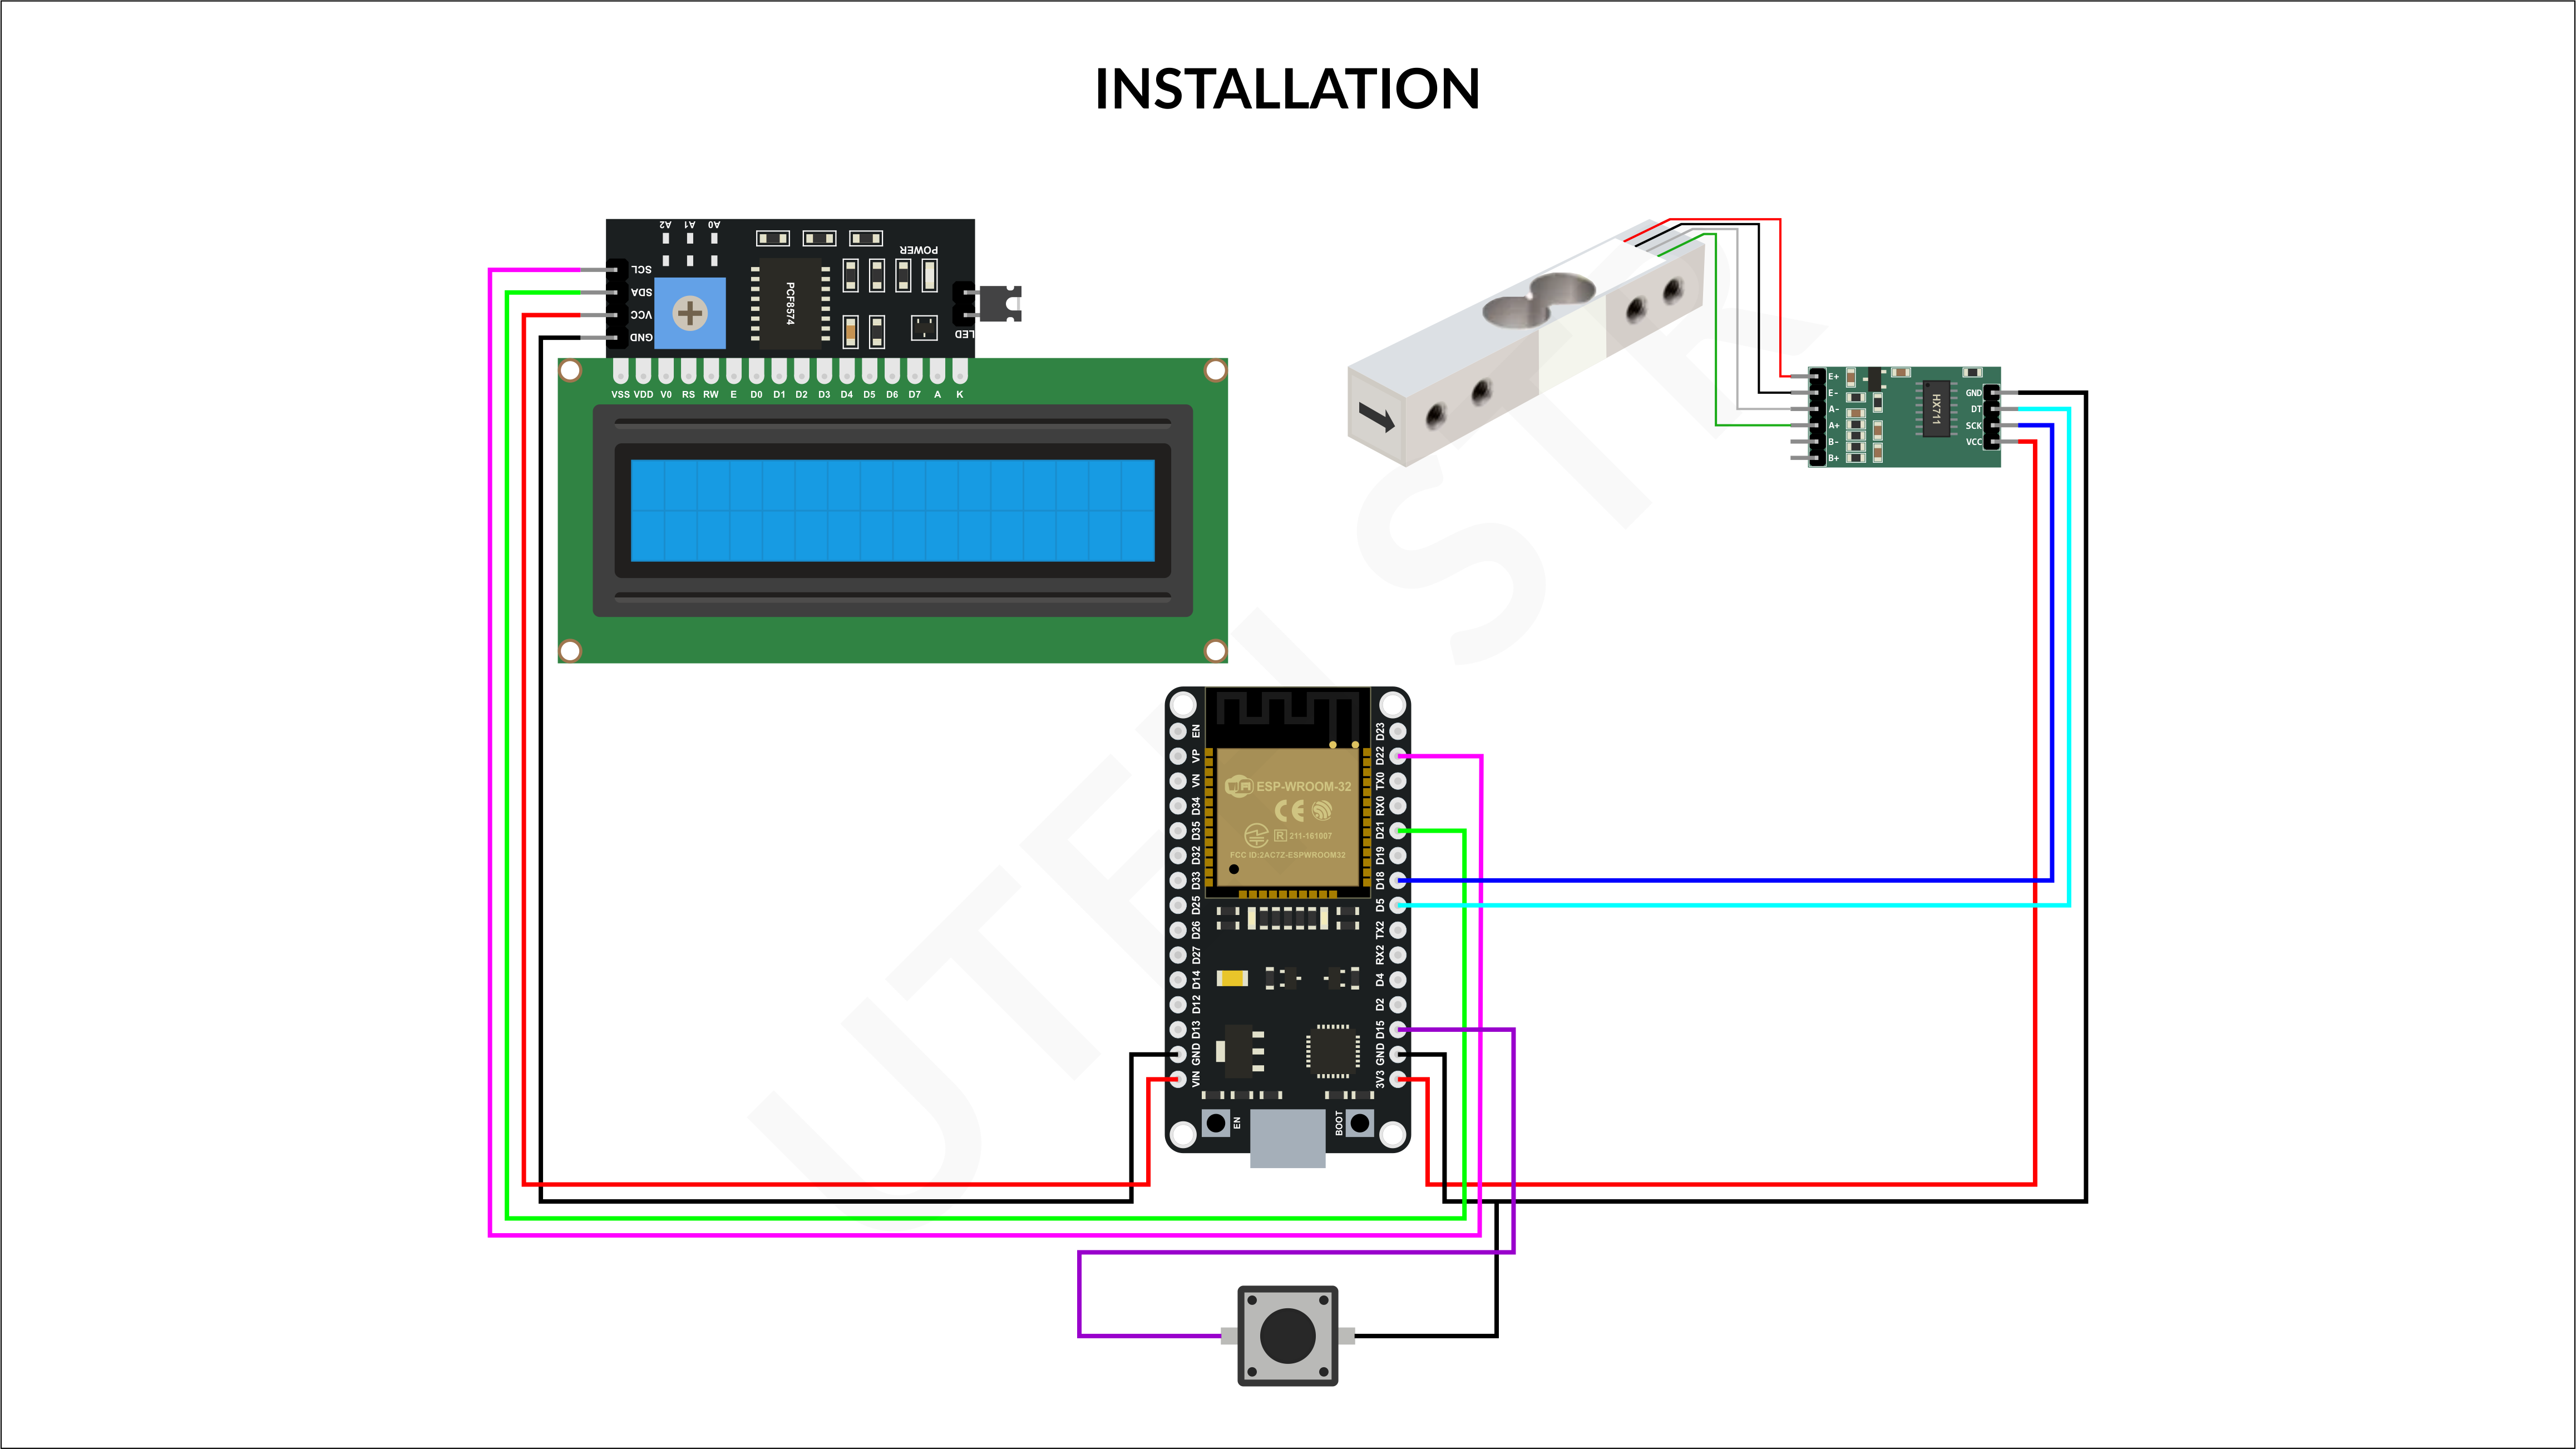 INSTALLATION
A2 A1 A0
POWER
SCL
SDA
VCC
GND
PCF8574
LED
VSS VDD V0 RS RW E D0 D1 D2 D3 D4 D5 D6 D7 A K
E+
E-
A-
A+
B-
B+
HX711
GND
DT
SCK
VCC
EN
VP
VN
D34
D35
D32
D33
D25
D26
D27
D14
D12
D13
GND
VIN
WiFi ESP-WROOM-32
CE
R 211-161007
FCC ID:2AC7Z-ESPWROOM32
D23
D22
TX0
RX0
D21
D19
D18
D5
TX2
RX2
D4
D2
D15
GND
3V3
EN
BOOT
UTEH STR